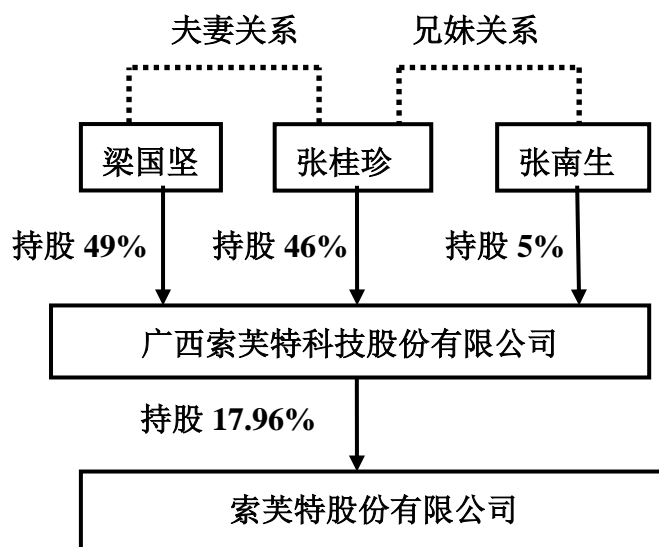 夫妻关系 兄妹关系
梁国坚 张桂珍 张南生
持股 49% 持股 46% 持股 5%
广西索芙特科技股份有限公司
持股 17.96%
索芙特股份有限公司